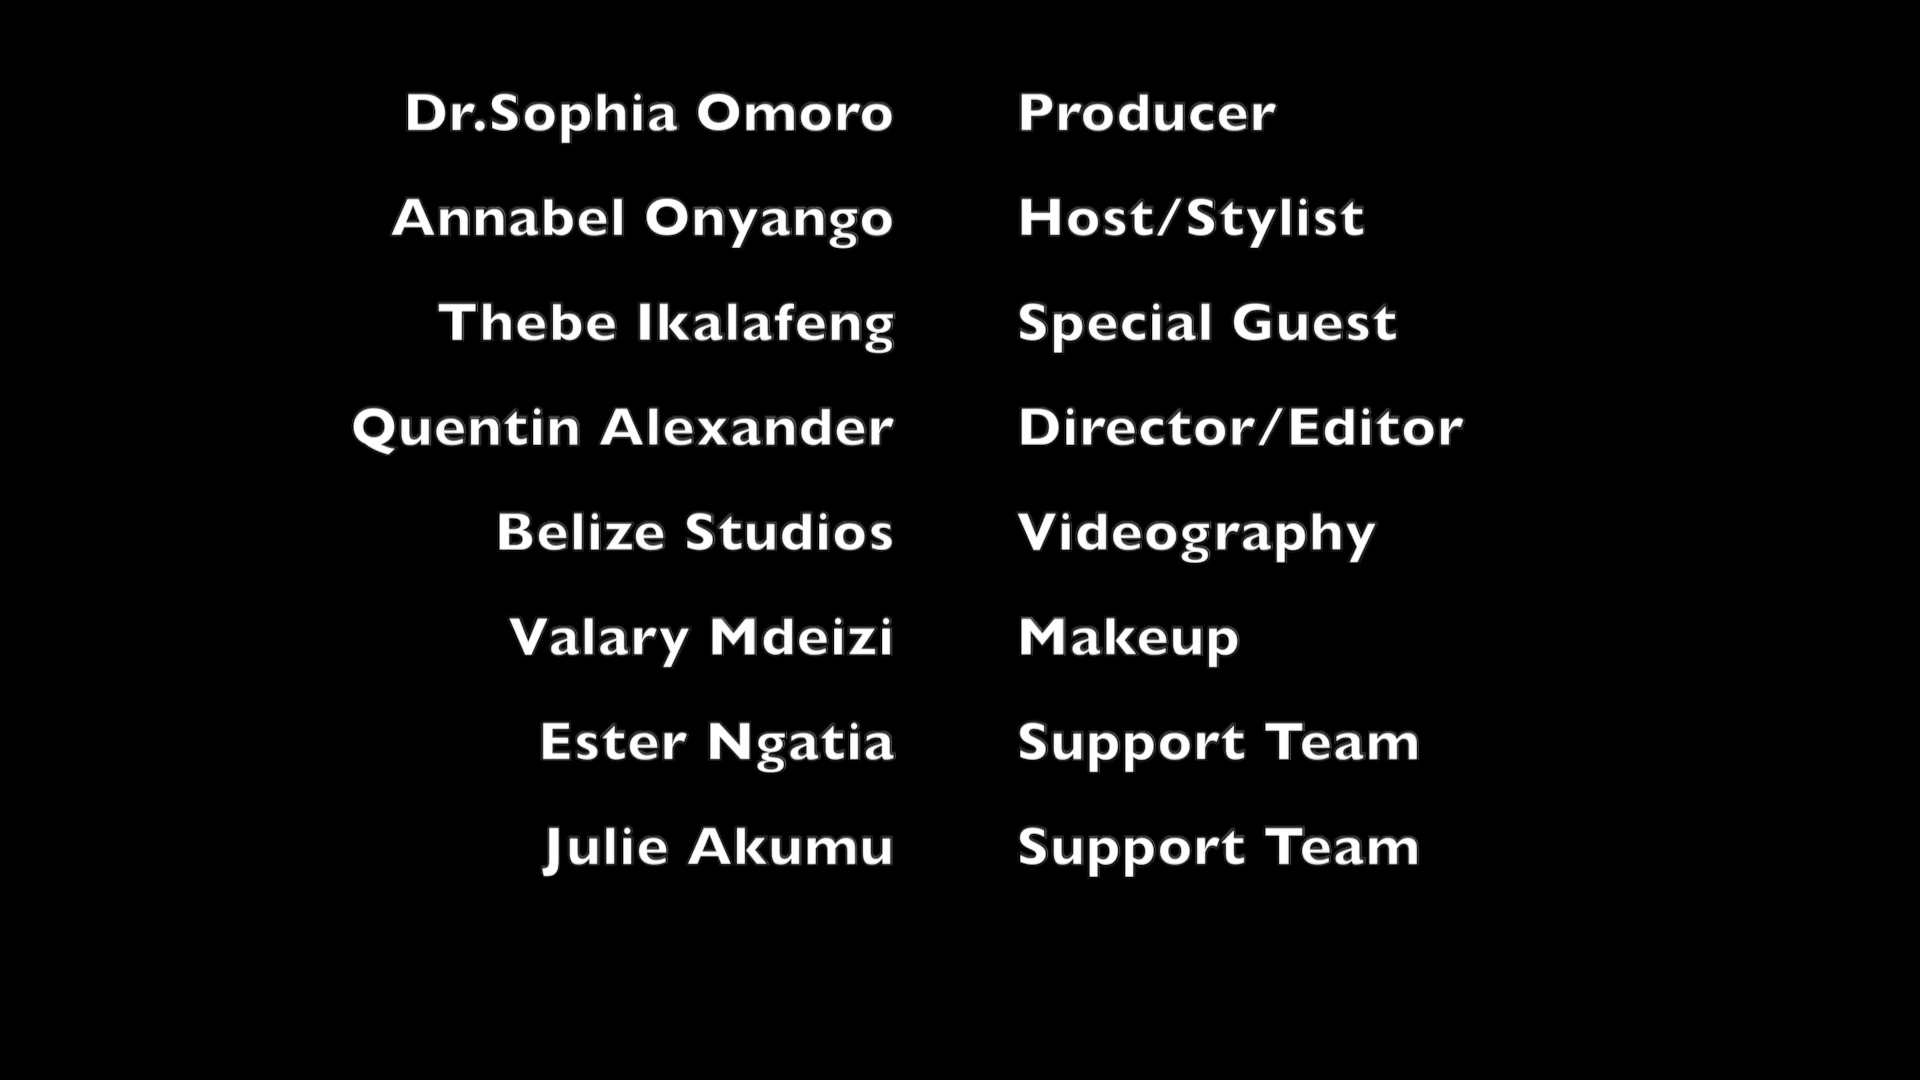 Dr.Sophia Omoro Producer
Annabel Onyango Host/Stylist
Thebe Ikalafeng Special Guest
Quentin Alexander Director/Editor
Belize Studios Videography
Valary Mdeizi Makeup
Ester Ngatia Support Team
Julie Akumu Support Team